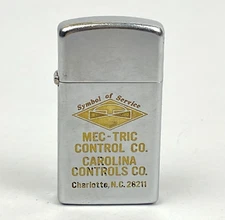 Symbol of Service
MEC-TRIC
CONTROL CO.
CAROLINA
CONTROLS CO.
Charlotte, N.C. 28211